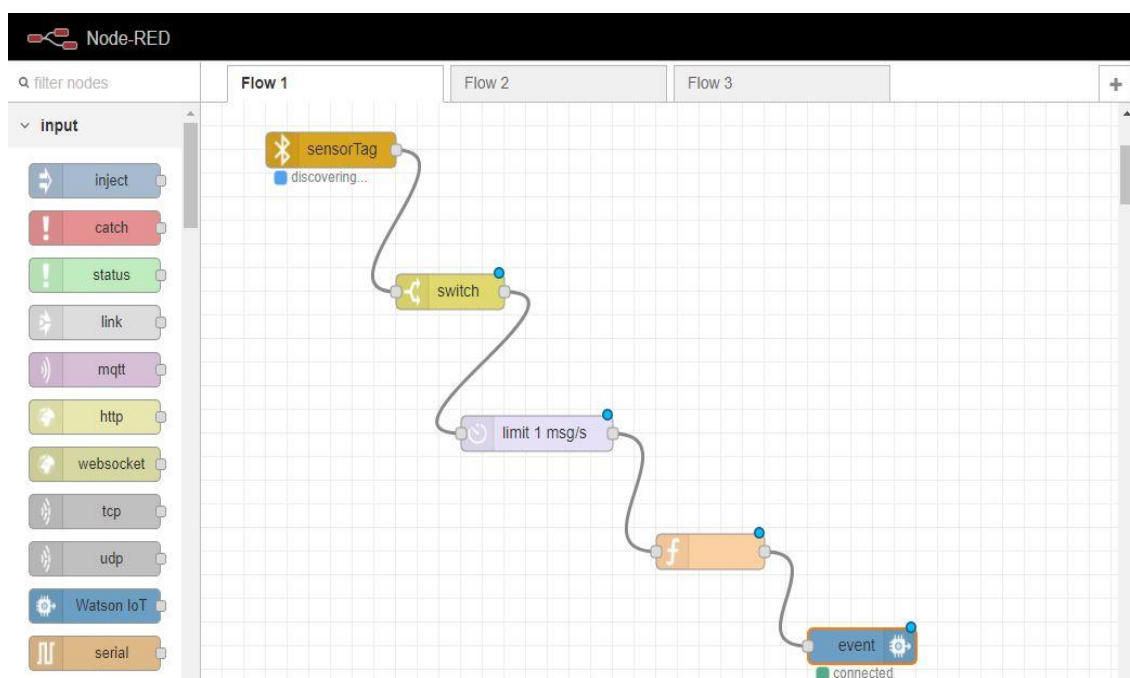 Node-RED
filter nodes
Flow 1
Flow 2
Flow 3
+
input
inject
catch
status
link
mqtt
http
websocket
tcp
udp
Watson IoT
serial
sensorTag
discovering...
switch
limit 1 msg/s
f
event
connected